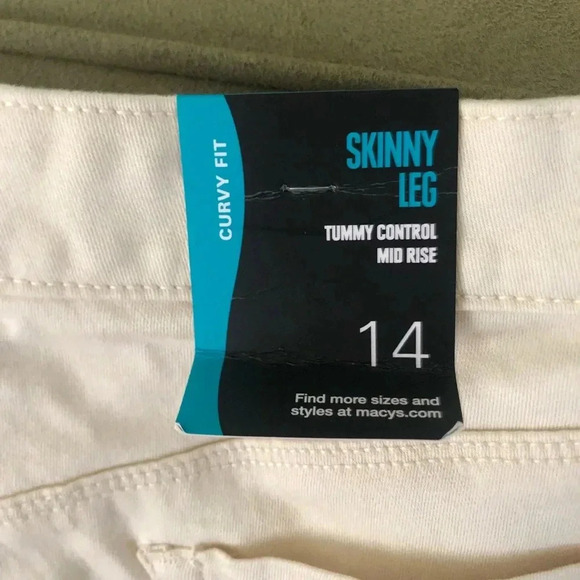 CURVY FIT
SKINNY
LEG
TUMMY CONTROL
MID RISE
14
Find more sizes and
styles at macys.com